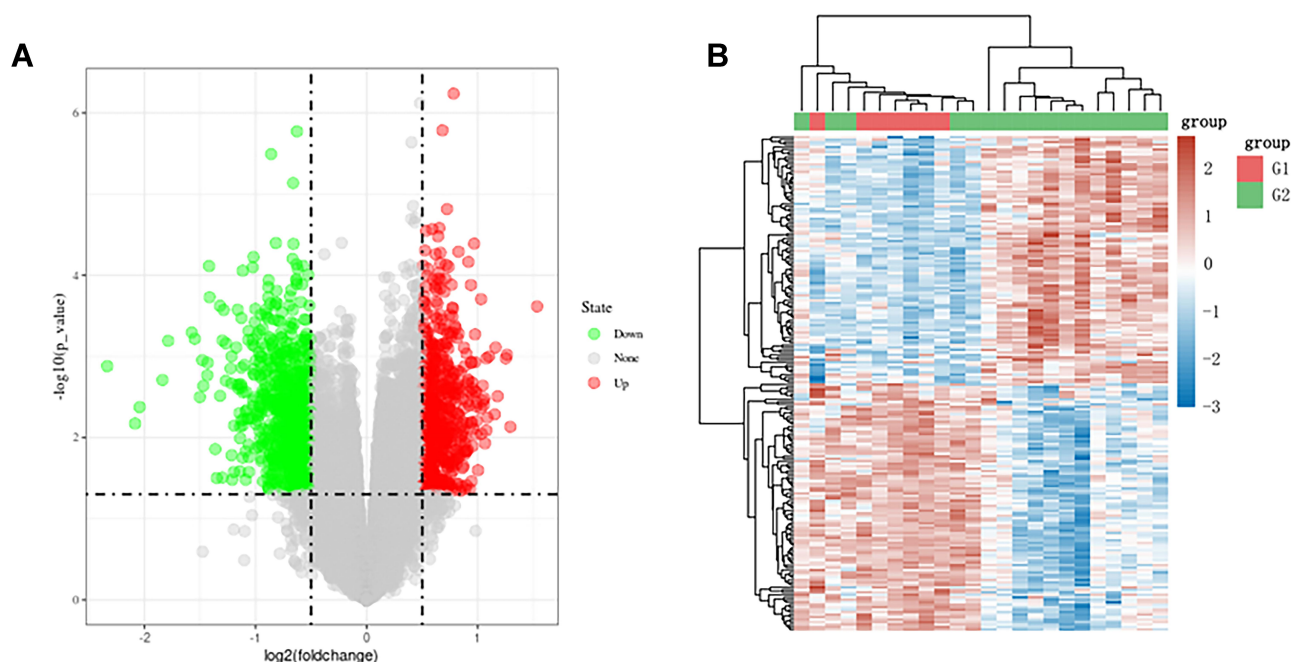 A
-log10(p_value)
6
4
2
0
-2
-1
0
1
log2(foldchange)
State
Down
None
Up
B
group
2
1
0
-1
-2
-3
group
G1
G2